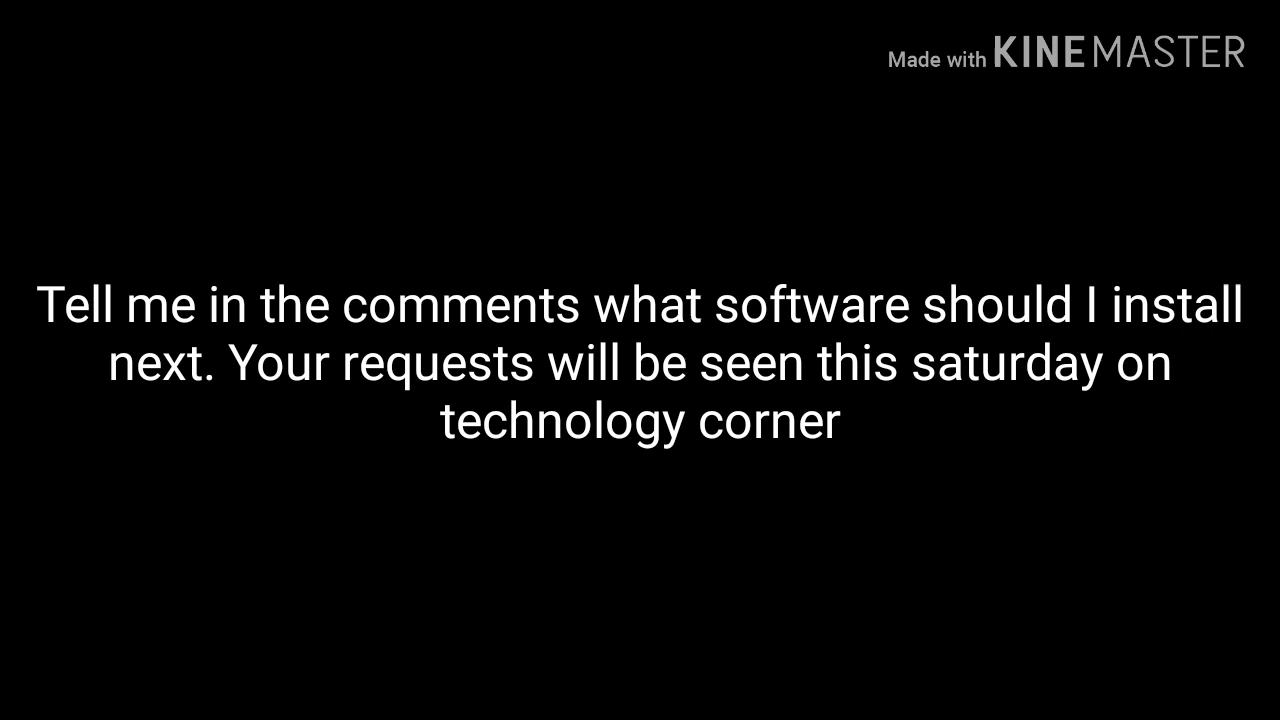 Made with KINEMASTER
Tell me in the comments what software should I install
next. Your requests will be seen this saturday on
technology corner